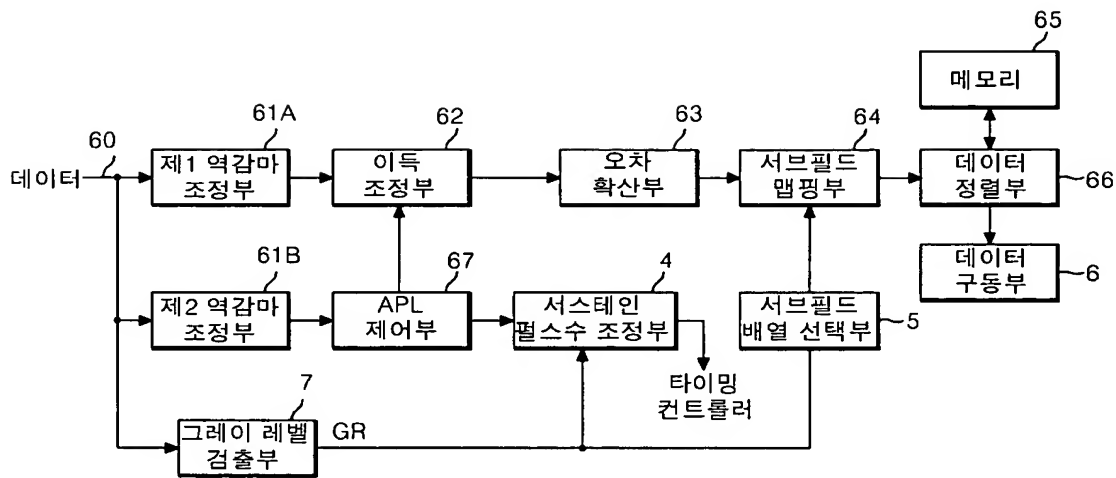 65
메모리
60
61A
62
63
64
데이터
제1 역감마
조정부
이득
조정부
오차
확산부
서브필드
맵핑부
데이터
정렬부
66
61B
67
4
제2 역감마
조정부
APL
제어부
서스테인
펄스수 조정부
서브필드
배열 선택부
5
데이터
구동부
6
타이밍
컨트롤러
7
그레이 레벨
검출부
GR